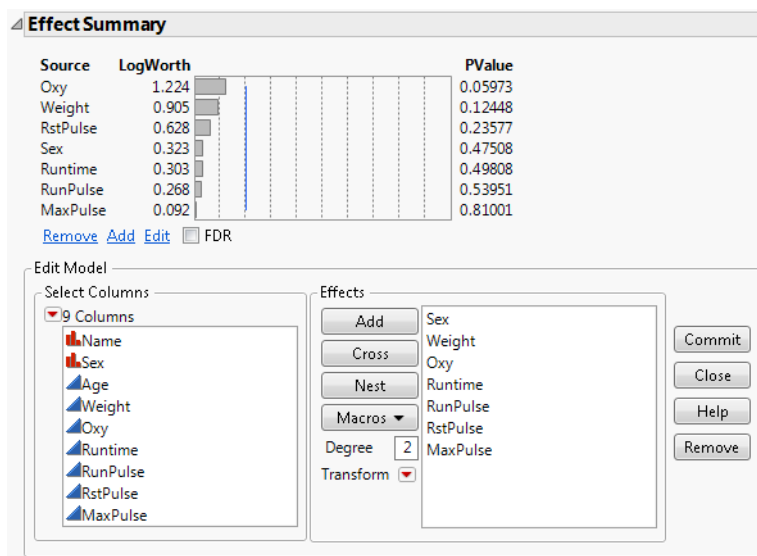 Effect Summary
Source LogWorth PValue
Oxy 1.224 0.05973
Weight 0.905 0.12448
RstPulse 0.628 0.23577
Sex 0.323 0.47508
Runtime 0.303 0.49808
RunPulse 0.268 0.53951
MaxPulse 0.092 0.81001
Remove Add Edit FDR
Edit Model
Select Columns
9 Columns
Name
Sex
Age
Weight
Oxy
Runtime
RunPulse
RstPulse
MaxPulse
Effects
Add
Cross
Nest
Macros
Degree 2
Transform
Sex
Weight
Oxy
Runtime
RunPulse
RstPulse
MaxPulse
Commit
Close
Help
Remove